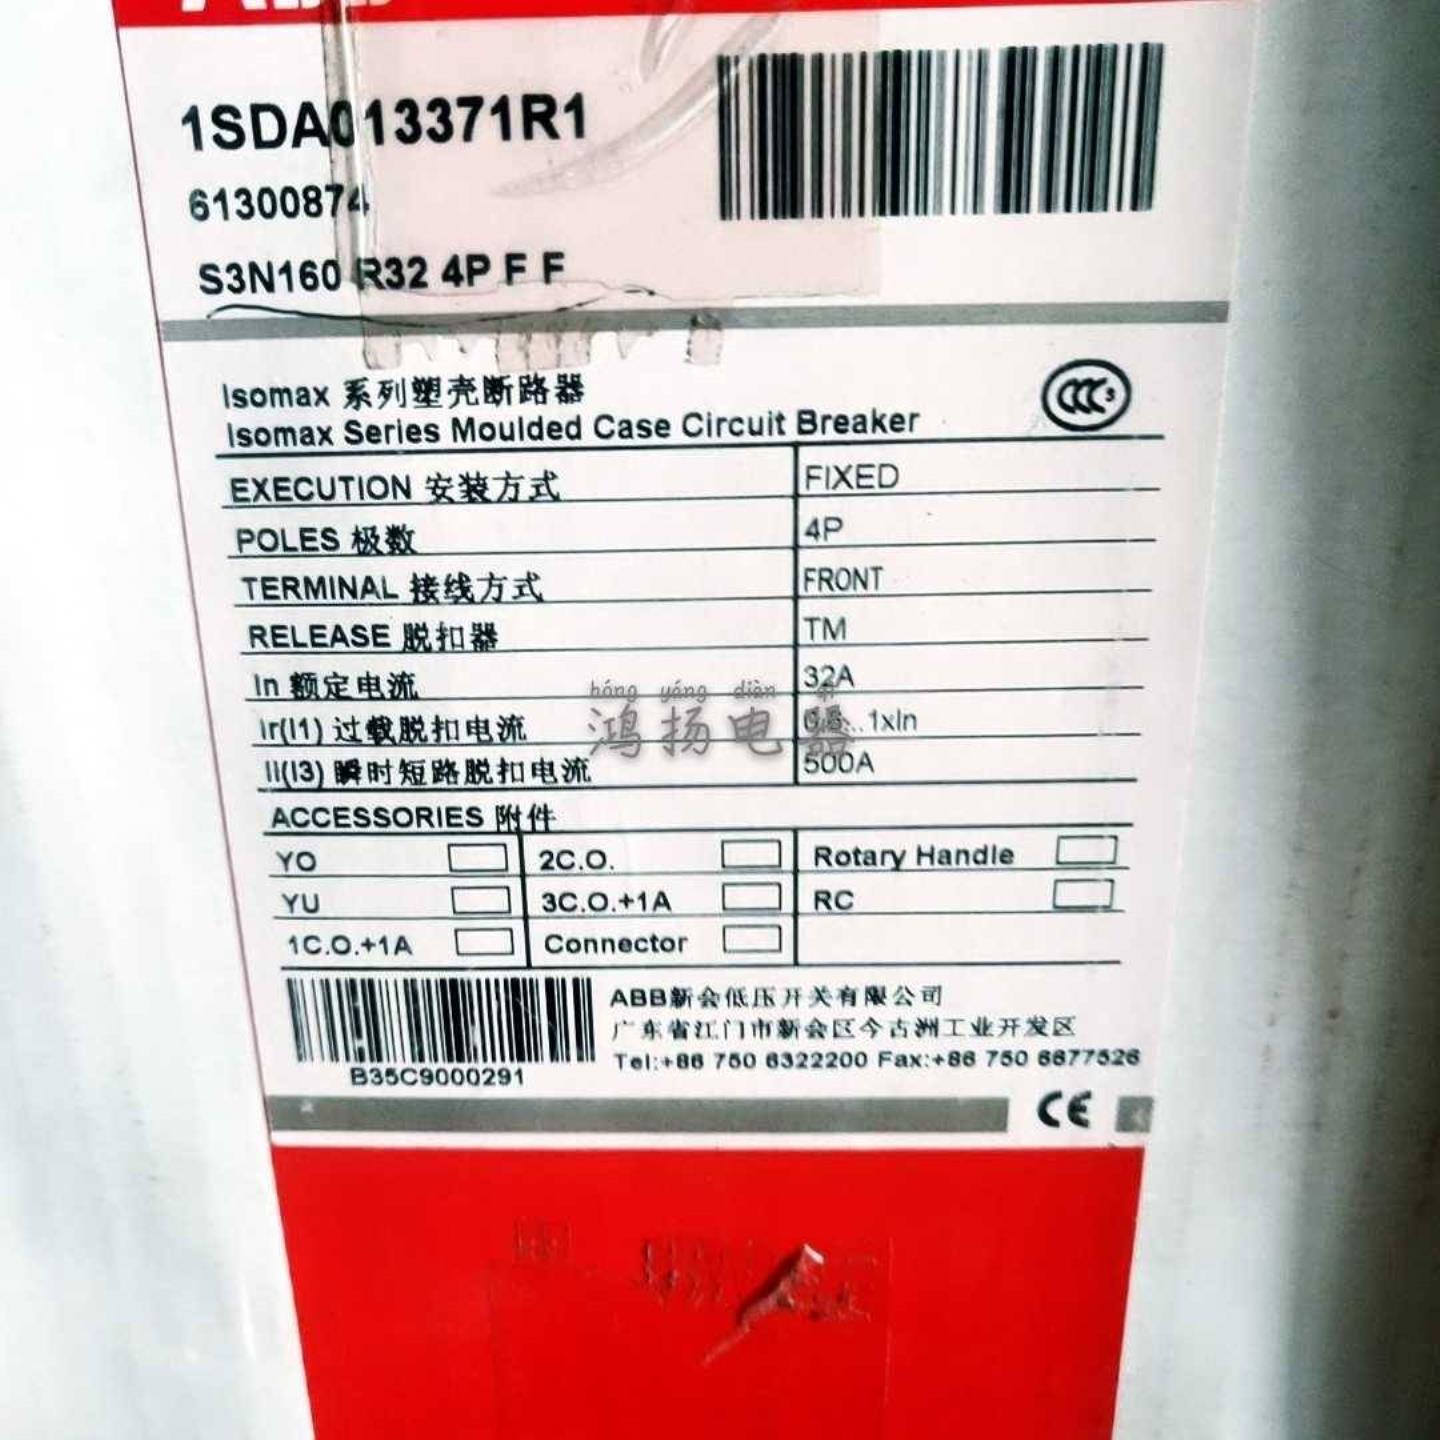 ABB
1SDA013371R1
61300874
S3N160 R32 4P F F
Isomax 系列塑壳断路器
Isomax Series Moulded Case Circuit Breaker
EXECUTION 安装方式 FIXED
POLES 极数 4P
TERMINAL 接线方式 FRONT
RELEASE 脱扣器 TM
In 额定电流 32A
hóng yáng diàn qì
鸿扬电器
Ir(I1) 过载脱扣电流 ...1xIn
II(I3) 瞬时短路脱扣电流 500A
ACCESSORIES 附件
YO 2C.O. Rotary Handle
YU 3C.O.+1A RC
1C.O.+1A Connector
ABB新会低压开关有限公司
广东省江门市新会区今古洲工业开发区
Tel:+86 750 6322200 Fax:+86 750 6677526
B35C9000291
CE